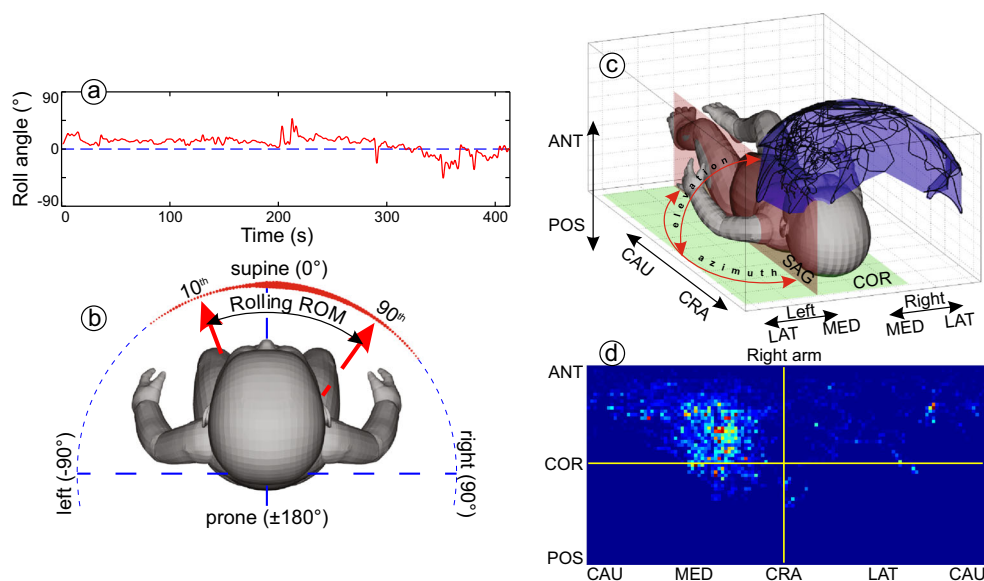 a
90
0
-90
Roll angle (°)
0 100 200 300 400
Time (s)
b
supine (0°)
10th
Rolling ROM
90th
left (-90°)
right (90°)
prone (±180°)
c
ANT
POS
elevation
azimuth
SAG
COR
CAU
CRA
Left
LAT MED
Right
MED LAT
d
Right arm
ANT
COR
POS
CAU MED CRA LAT CAU